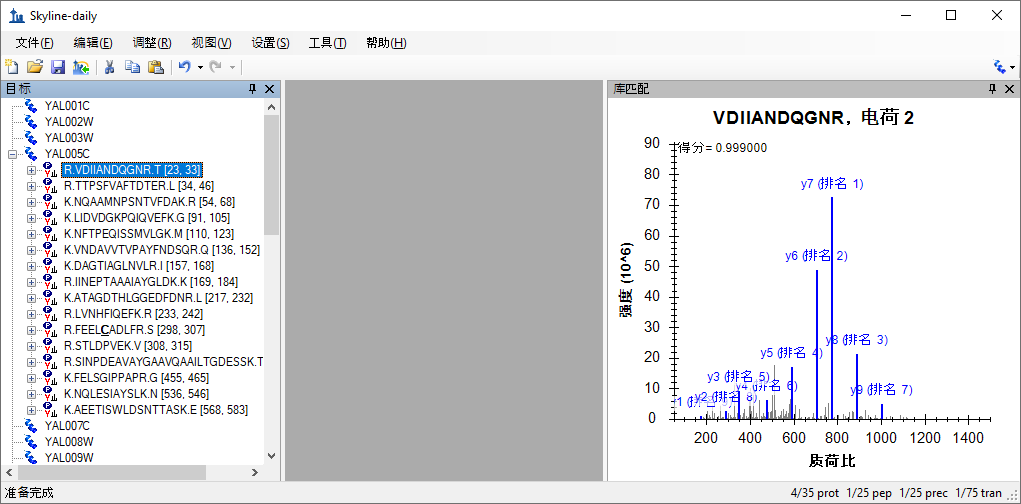 Skyline-daily
文件(F) 编辑(E) 调整(R) 视图(V) 设置(S) 工具(T) 帮助(H)
目标
YAL001C
YAL002W
YAL003W
YAL005C
R.VDIIANDQGNR.T [23, 33]
R.TTPSFVAFTDTER.L [34, 46]
K.NQAAMNPSNTVFDAK.R [54, 68]
K.LIDVDGKPQIQVEFK.G [91, 105]
K.NFTPEQISSMVLGK.M [110, 123]
K.VNDAVVTVPAYFNDSQR.Q [136, 152]
K.DAGTIAGLNVLR.I [157, 168]
R.IINEPTAAAIAYGLDK.K [169, 184]
K.ATAGDTHLGGEDFDNR.L [217, 232]
R.LVNHFIQEFK.R [233, 242]
R.FEELCADLFR.S [298, 307]
R.STLDPVEK.V [308, 315]
R.SINPDEAVAYGAAVQAAILTGDESSK.T
K.FELSGIPPAPR.G [455, 465]
K.NQLESIAYSLK.N [536, 546]
K.AEETISWLDSNTTASK.E [568, 583]
YAL007C
YAL008W
YAL009W
库匹配
VDIIANDQGNR, 电荷 2
得分= 0.999000
强度 (10^6)
90
80
70
60
50
40
30
20
10
0
y7 (排名 1)
y6 (排名 2)
y8 (排名 3)
y5 (排名 4)
y3 (排名 5)
y4 (排名 6)
y9 (排名 7)
y2 (排名 8)
200 400 600 800 1000 1200 1400
质荷比
准备完成
4/35 prot 1/25 pep 1/25 prec 1/75 tran